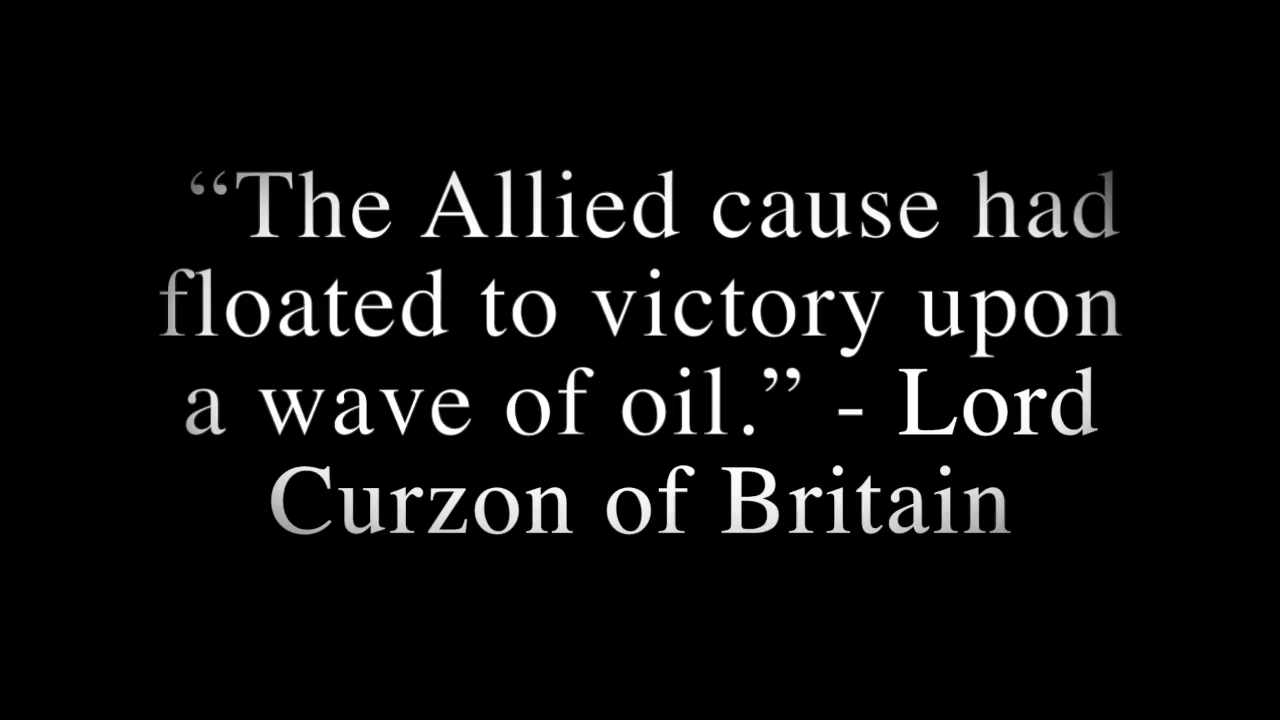 “The Allied cause had
floated to victory upon
a wave of oil.” - Lord
Curzon of Britain